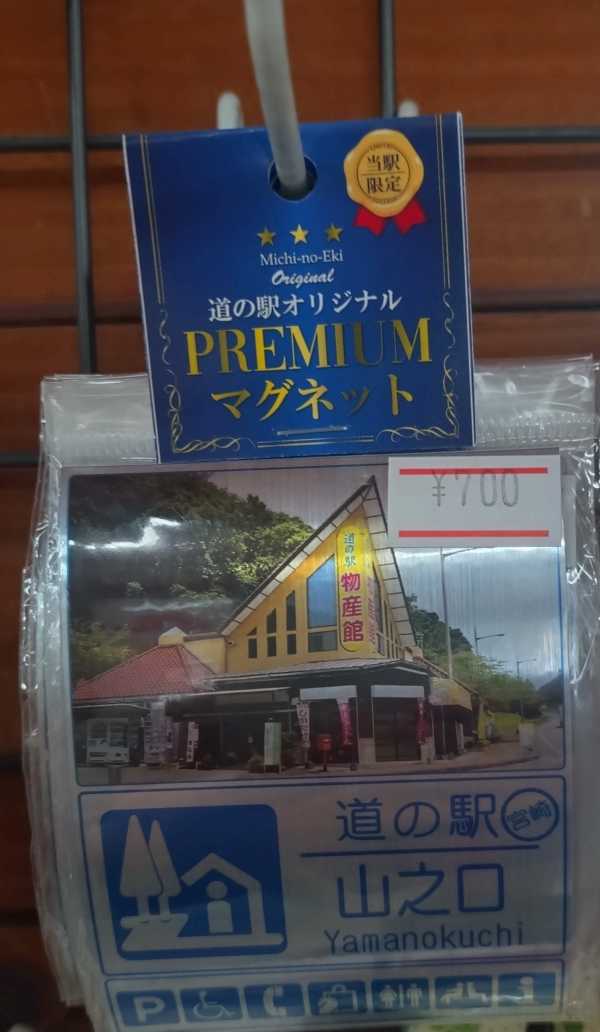 当駅
限定
Michi-no-Eki
Original
道の駅オリジナル
PREMIUM
マグネット
¥700
道の駅
物産館
道の駅
宮崎
山之口
Yamanokuchi
P
i